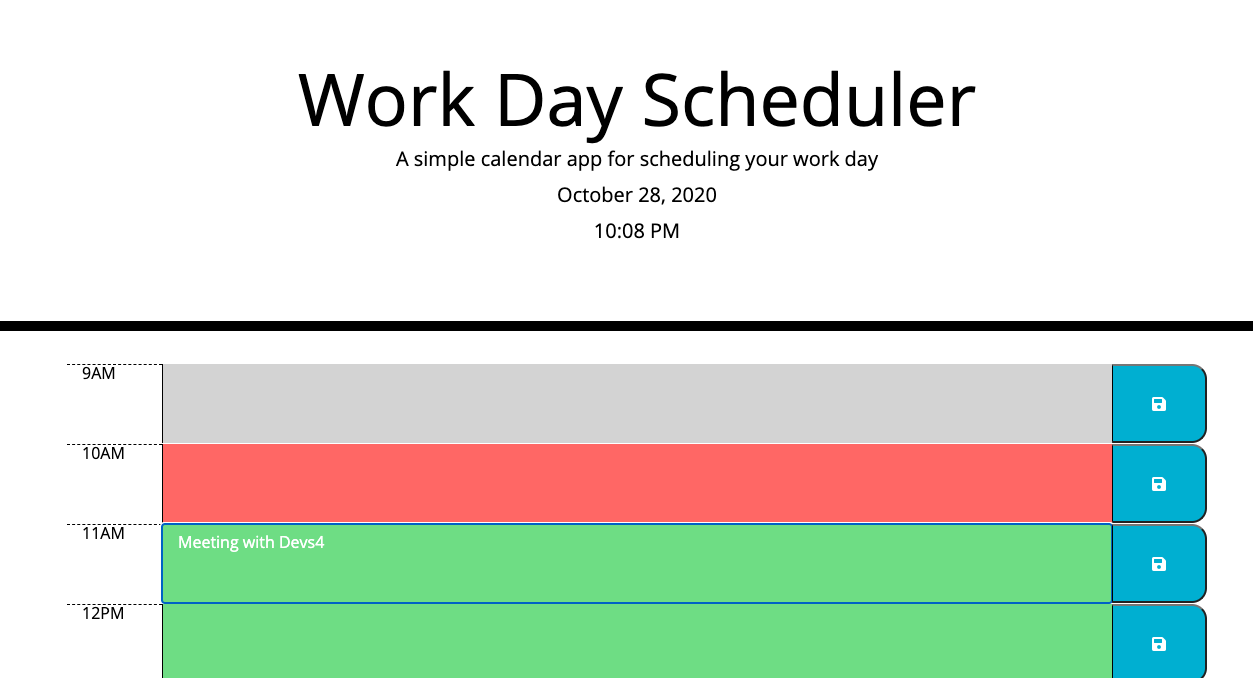 Work Day Scheduler
A simple calendar app for scheduling your work day
October 28, 2020
10:08 PM
9AM
10AM
11AM
Meeting with Devs4
12PM